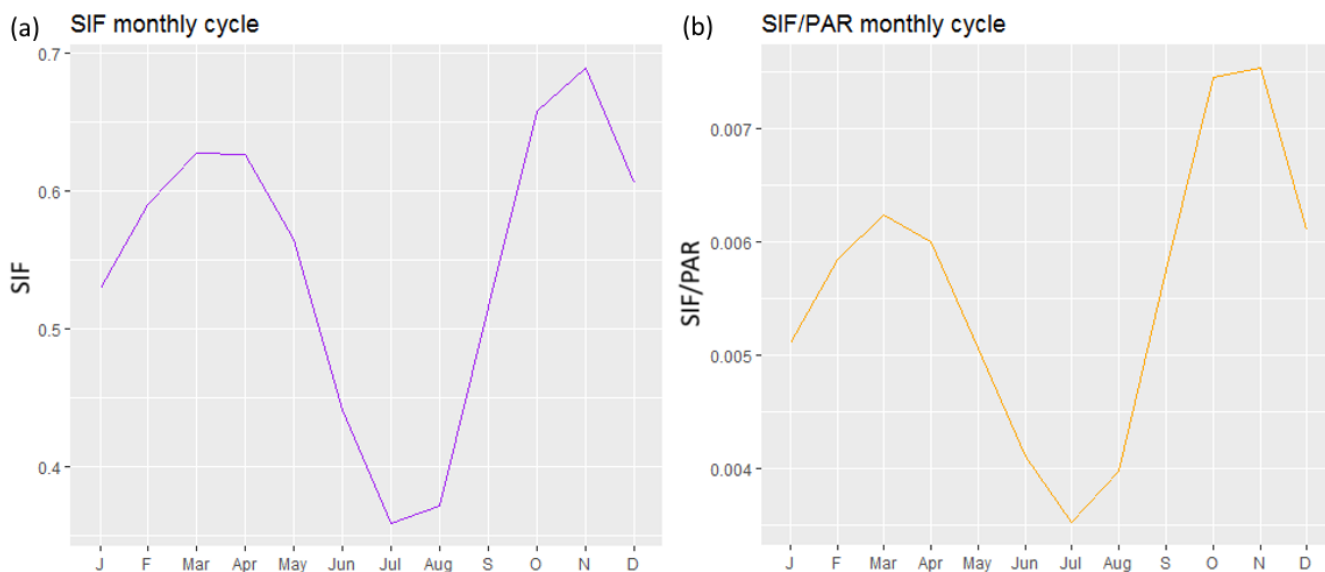 (a) SIF monthly cycle
0.7
0.6
0.5
0.4
SIF
J F Mar Apr May Jun Jul Aug S O N D
(b) SIF/PAR monthly cycle
0.007
0.006
0.005
0.004
SIF/PAR
J F Mar Apr May Jun Jul Aug S O N D